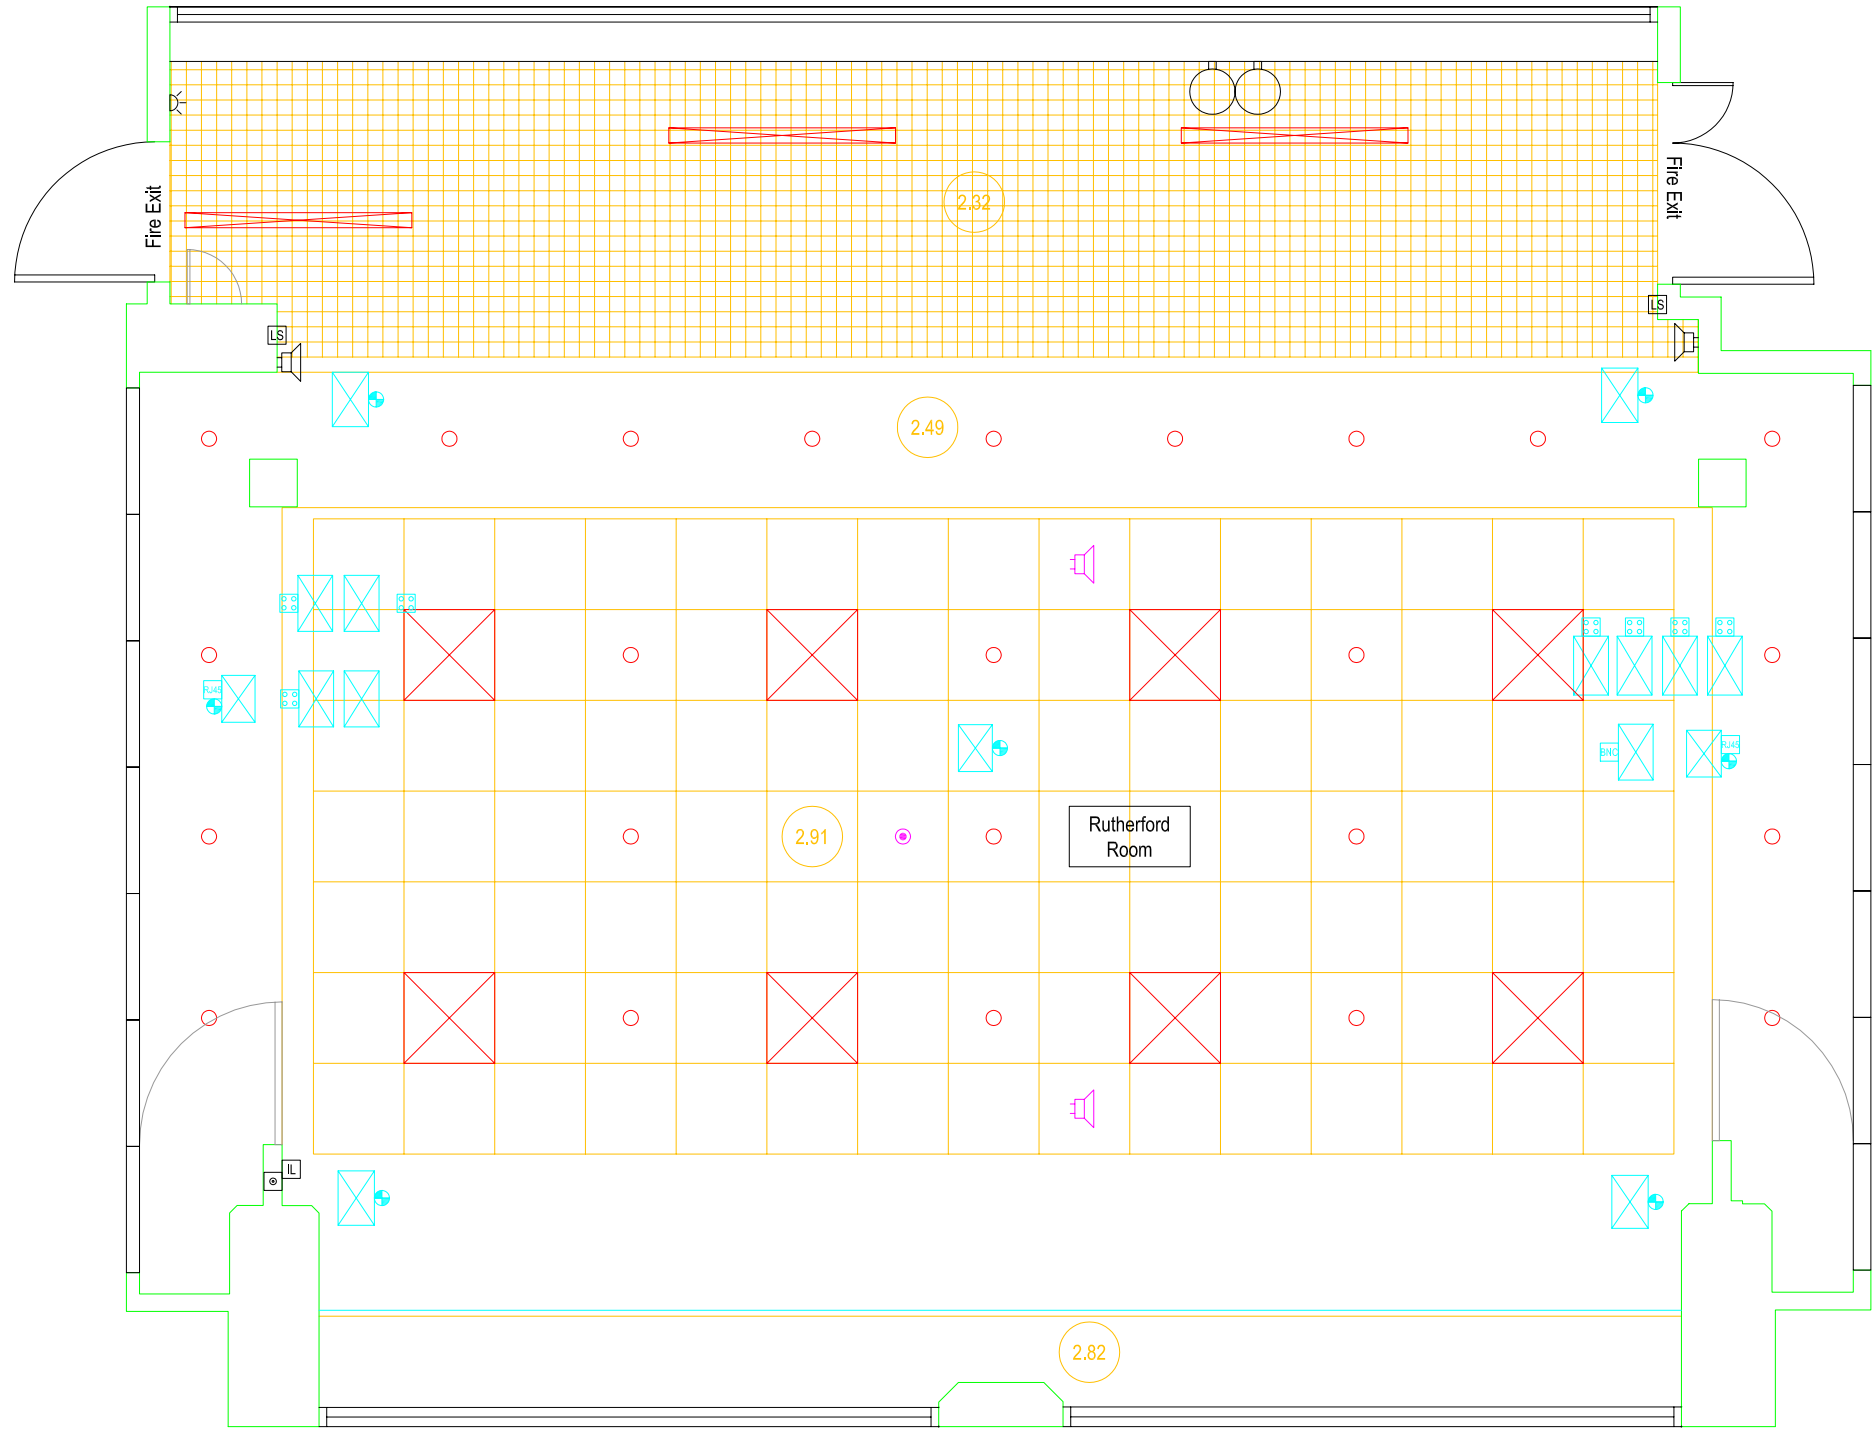 Fire Exit
Fire Exit
2.32
LS
LS
2.49
RJ45
BNC
RJ45
2.91
Rutherford
Room
IL
2.82